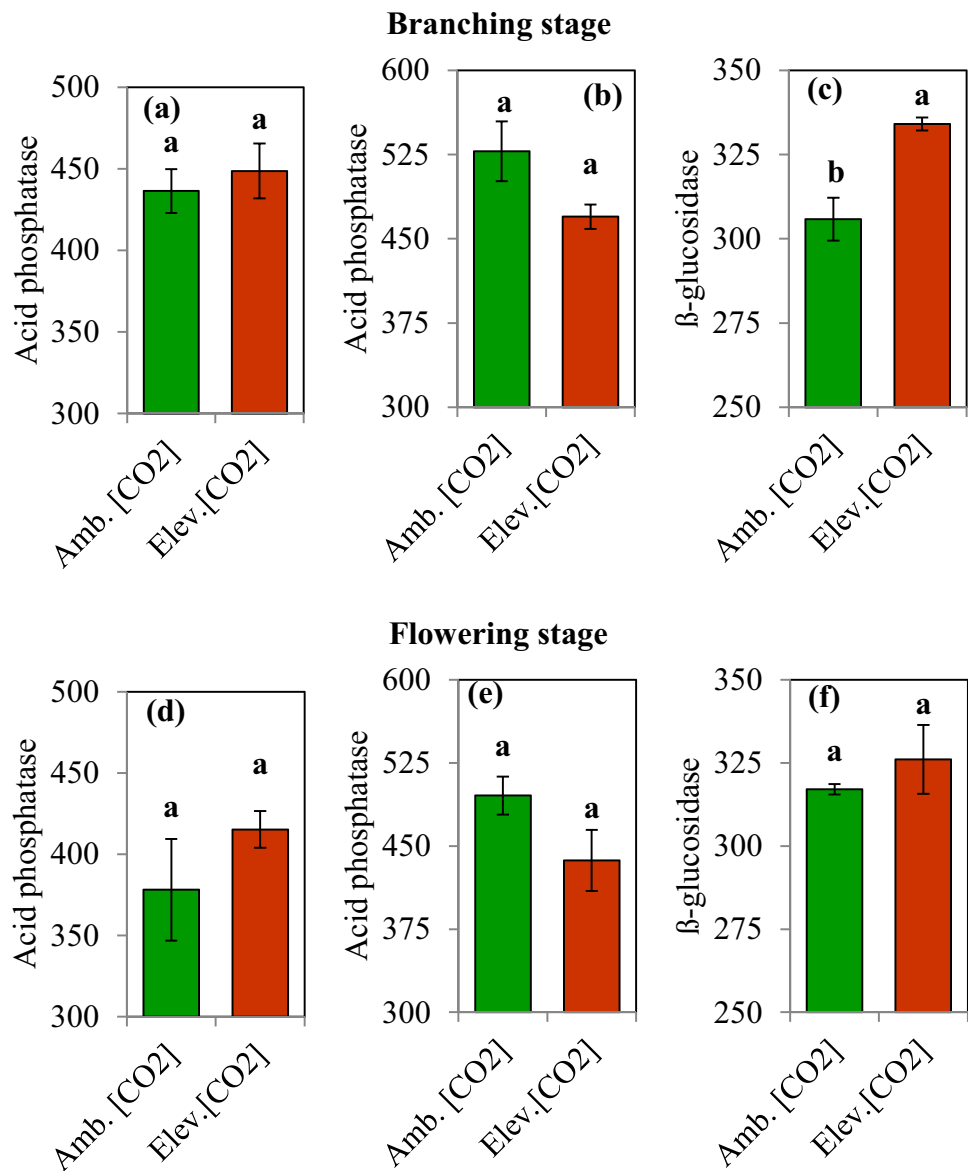 Branching stage
500
450
400
350
300
Acid phosphatase
(a)
a
a
Amb. [CO2]
Elev.[CO2]
600
525
450
375
300
Acid phosphatase
(b)
a
a
Amb. [CO2]
Elev.[CO2]
350
325
300
275
250
ß-glucosidase
(c)
b
a
Amb. [CO2]
Elev.[CO2]
Flowering stage
500
450
400
350
300
Acid phosphatase
(d)
a
a
Amb. [CO2]
Elev.[CO2]
600
525
450
375
300
Acid phosphatase
(e)
a
a
Amb. [CO2]
Elev.[CO2]
350
325
300
275
250
ß-glucosidase
(f)
a
a
Amb. [CO2]
Elev.[CO2]